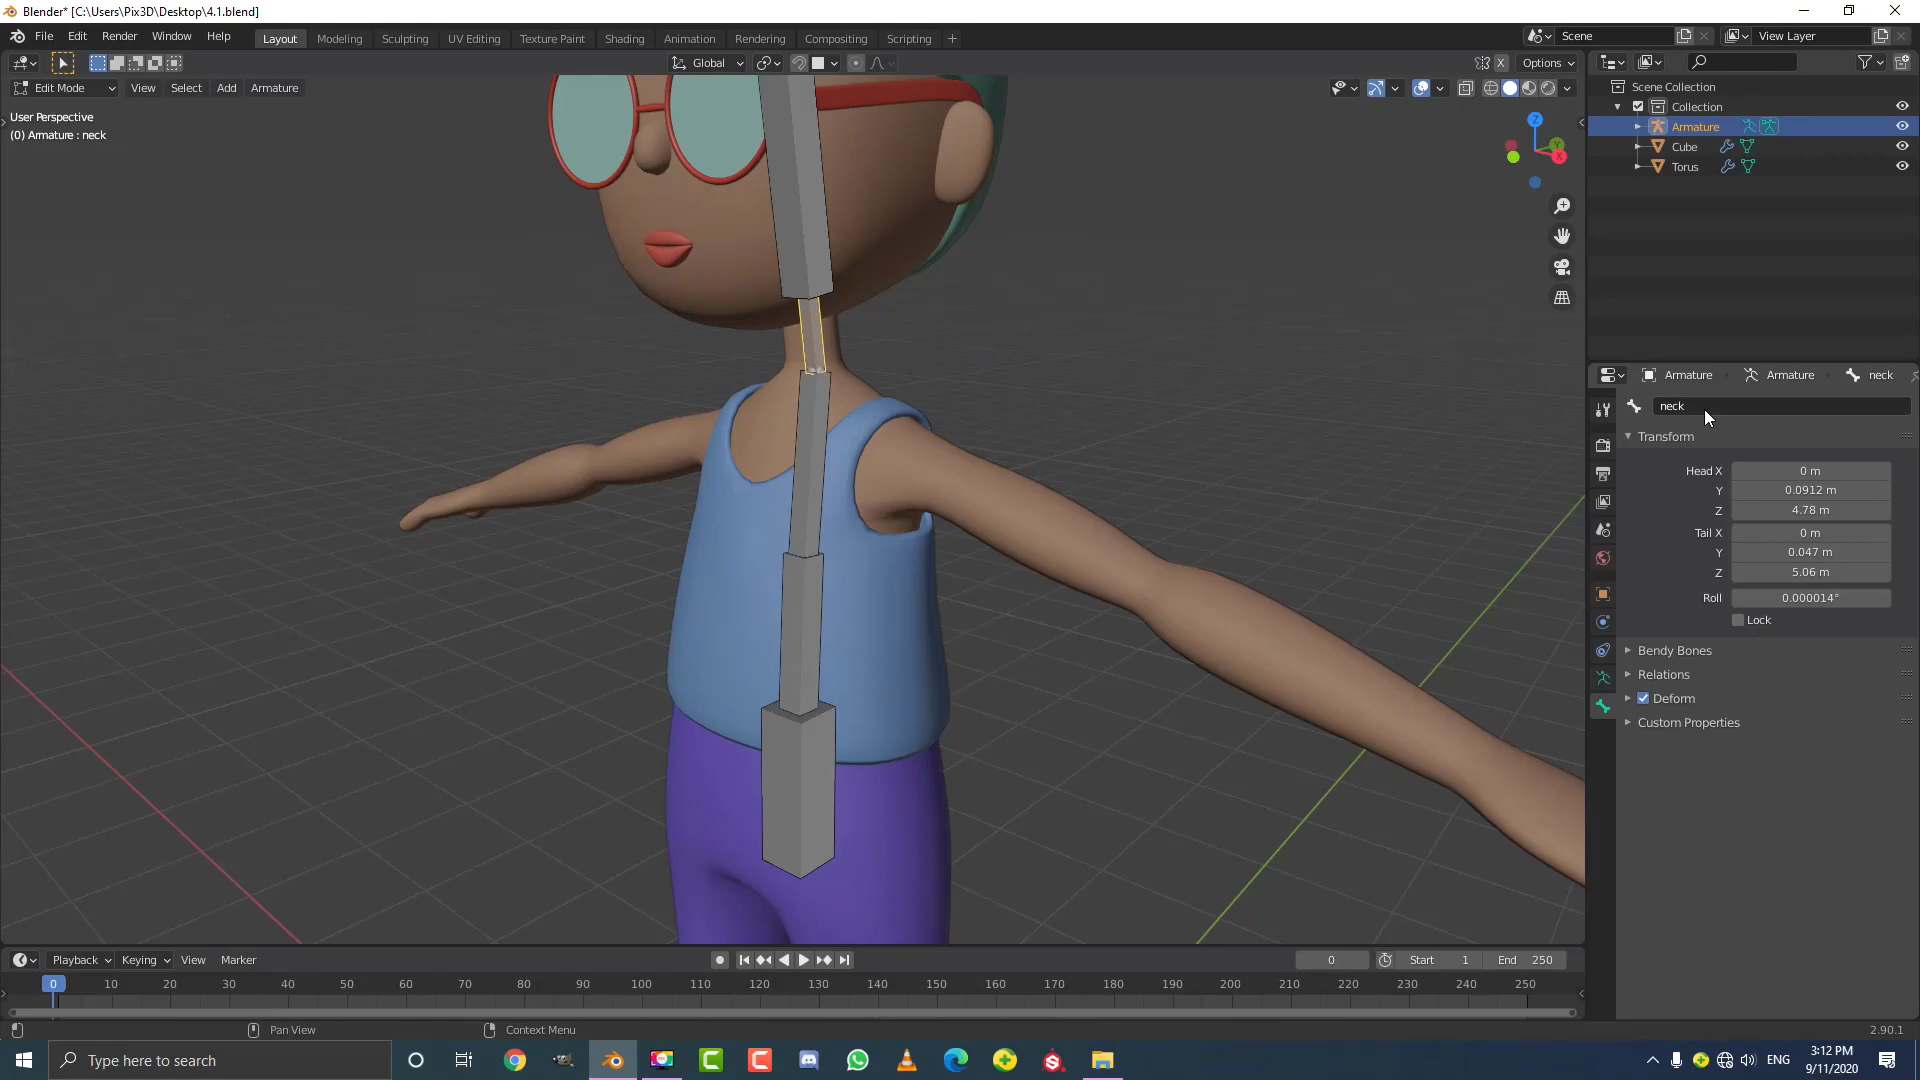 Blender* [C:\Users\Pix3D\Desktop\4.1.blend]
File Edit Render Window Help
Layout Modeling Sculpting UV Editing Texture Paint Shading Animation Rendering Compositing Scripting +
Scene
View Layer
Global
X
Options
Edit Mode View Select Add Armature
User Perspective
(0) Armature : neck
Z
Y
X
Scene Collection
Collection
Armature
Cube
Torus
Armature Armature neck
neck
Transform
Head X 0 m
Y 0.0912 m
Z 4.78 m
Tail X 0 m
Y 0.047 m
Z 5.06 m
Roll 0.000014°
Lock
Bendy Bones
Relations
Deform
Custom Properties
Playback Keying View Marker
0
Start 1
End 250
0 10 20 30 40 50 60 70 80 90 100 110 120 130 140 150 160 170 180 190 200 210 220 230 240 250
Pan View
Context Menu
2.90.1
Type here to search
ENG
3:12 PM
9/11/2020